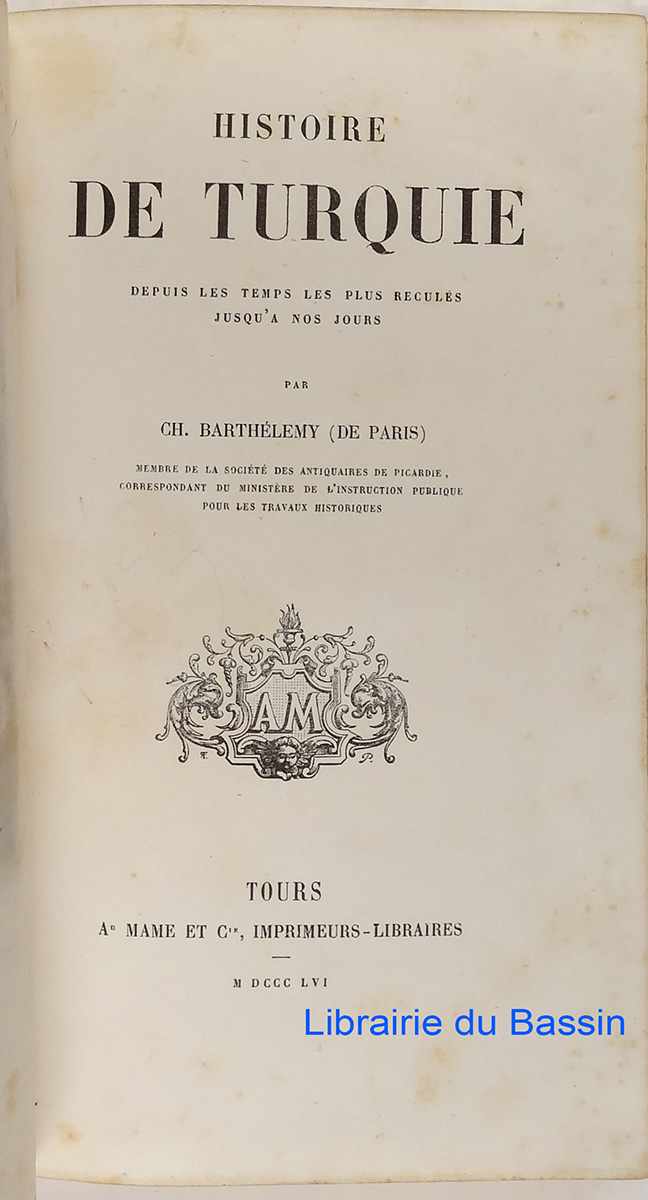 HISTOIRE
DE TURQUIE
DEPUIS LES TEMPS LES PLUS RECULÉS
JUSQU'A NOS JOURS
PAR
CH. BARTHÉLEMY (DE PARIS)
MEMBRE DE LA SOCIÉTÉ DES ANTIQUAIRES DE PICARDIE,
CORRESPONDANT DU MINISTÈRE DE L'INSTRUCTION PUBLIQUE
POUR LES TRAVAUX HISTORIQUES
AM
TOURS
Aᴰ MAME ET Cⁱᵉ, IMPRIMEURS-LIBRAIRES
M DCCC LVI
Librairie du Bassin